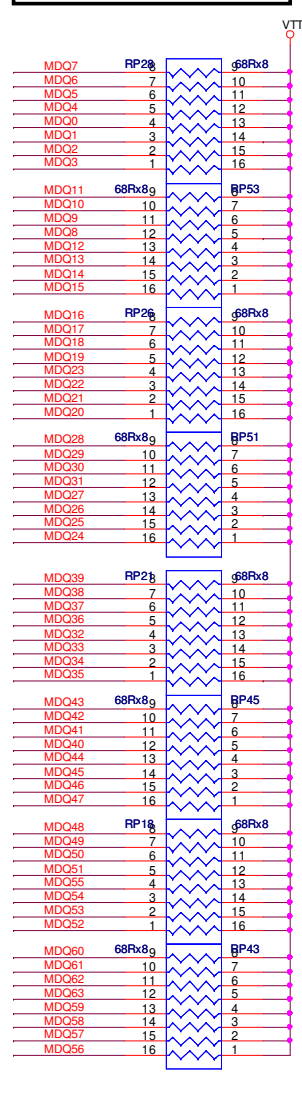 VTT
MDQ7 RP28 8 9 68Rx8
MDQ6 7 10
MDQ5 6 11
MDQ4 5 12
MDQ0 4 13
MDQ1 3 14
MDQ2 2 15
MDQ3 1 16
MDQ11 68Rx8 9 8 RP53
MDQ10 10 7
MDQ9 11 6
MDQ8 12 5
MDQ12 13 4
MDQ13 14 3
MDQ14 15 2
MDQ15 16 1
MDQ16 RP26 8 9 68Rx8
MDQ17 7 10
MDQ18 6 11
MDQ19 5 12
MDQ23 4 13
MDQ22 3 14
MDQ21 2 15
MDQ20 1 16
MDQ28 68Rx8 9 8 RP51
MDQ29 10 7
MDQ30 11 6
MDQ31 12 5
MDQ27 13 4
MDQ26 14 3
MDQ25 15 2
MDQ24 16 1
MDQ39 RP21 8 9 68Rx8
MDQ38 7 10
MDQ37 6 11
MDQ36 5 12
MDQ32 4 13
MDQ33 3 14
MDQ34 2 15
MDQ35 1 16
MDQ43 68Rx8 9 8 RP45
MDQ42 10 7
MDQ41 11 6
MDQ40 12 5
MDQ44 13 4
MDQ45 14 3
MDQ46 15 2
MDQ47 16 1
MDQ48 RP18 8 9 68Rx8
MDQ49 7 10
MDQ50 6 11
MDQ51 5 12
MDQ55 4 13
MDQ54 3 14
MDQ53 2 15
MDQ52 1 16
MDQ60 68Rx8 9 8 RP43
MDQ61 10 7
MDQ62 11 6
MDQ63 12 5
MDQ59 13 4
MDQ58 14 3
MDQ57 15 2
MDQ56 16 1